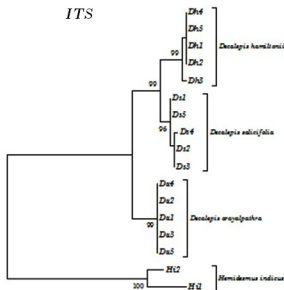 ITS
Dh4
Dh5
99
Dh1
Decalepis hamiltonii
Dh2
Dh3
99
Ds1
Ds5
96
Ds4
Decalepis salicifolia
Ds2
Ds3
Da4
Da2
Da1
Decalepis arayalpathra
99
Da3
Da5
Hi2
Hemidesmus indicus
100
Hi1